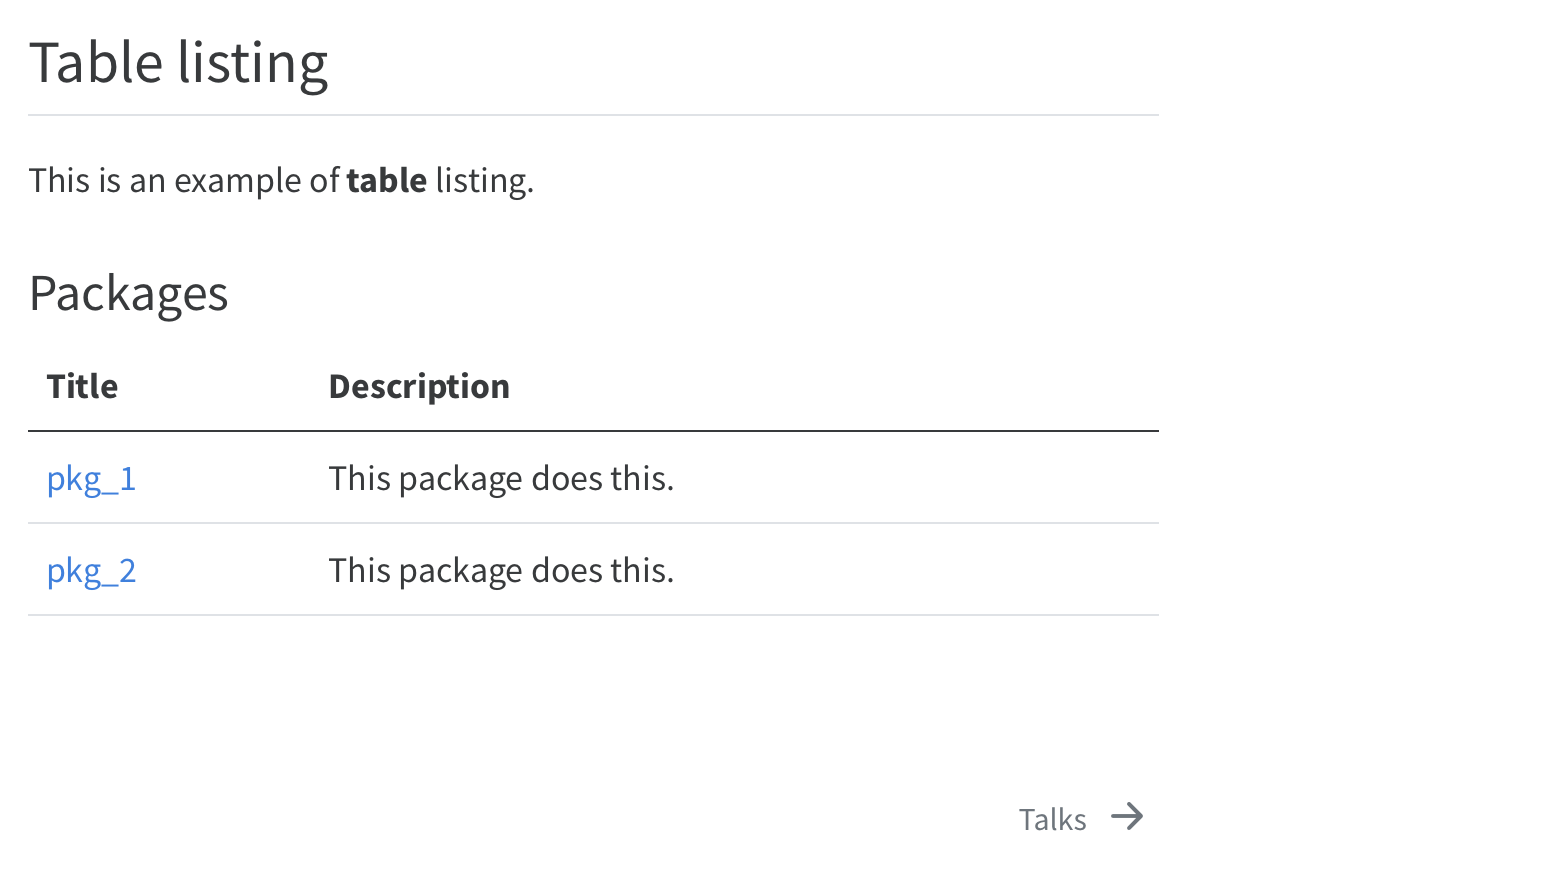 Table listing
This is an example of table listing.
Packages
Title Description
pkg_1 This package does this.
pkg_2 This package does this.
Talks →